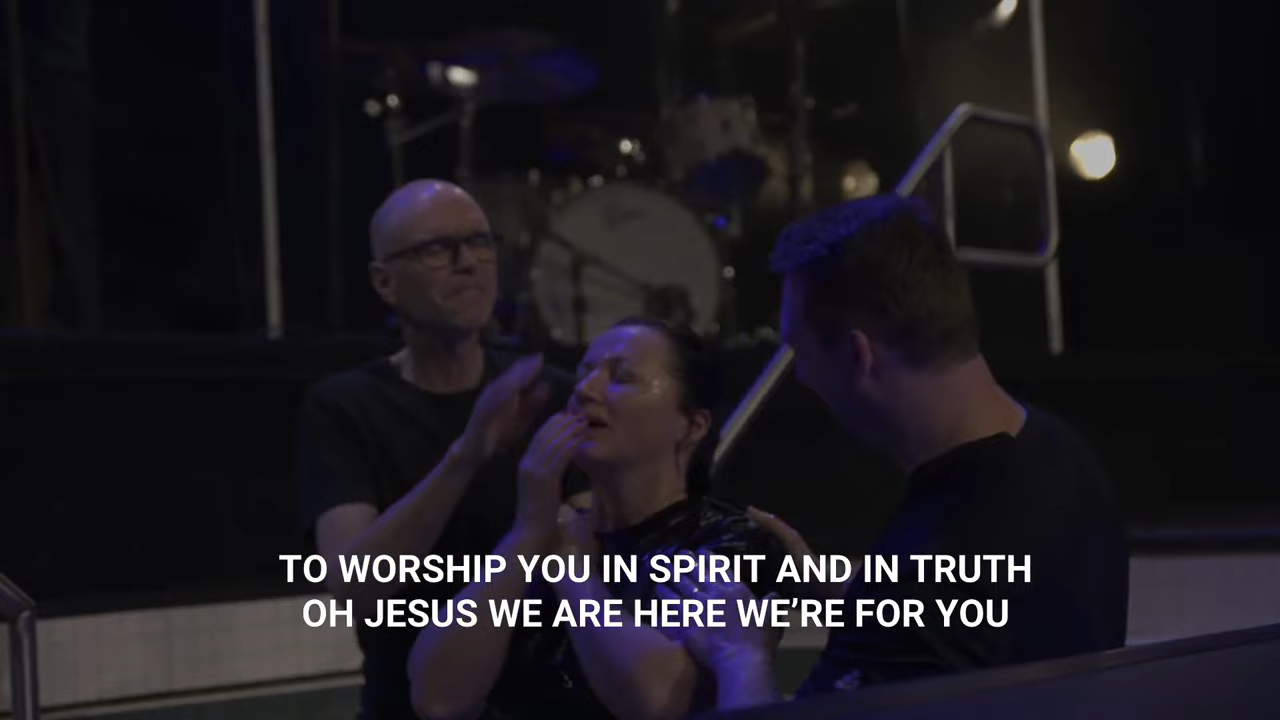 TO WORSHIP YOU IN SPIRIT AND IN TRUTH
OH JESUS WE ARE HERE WE’RE FOR YOU